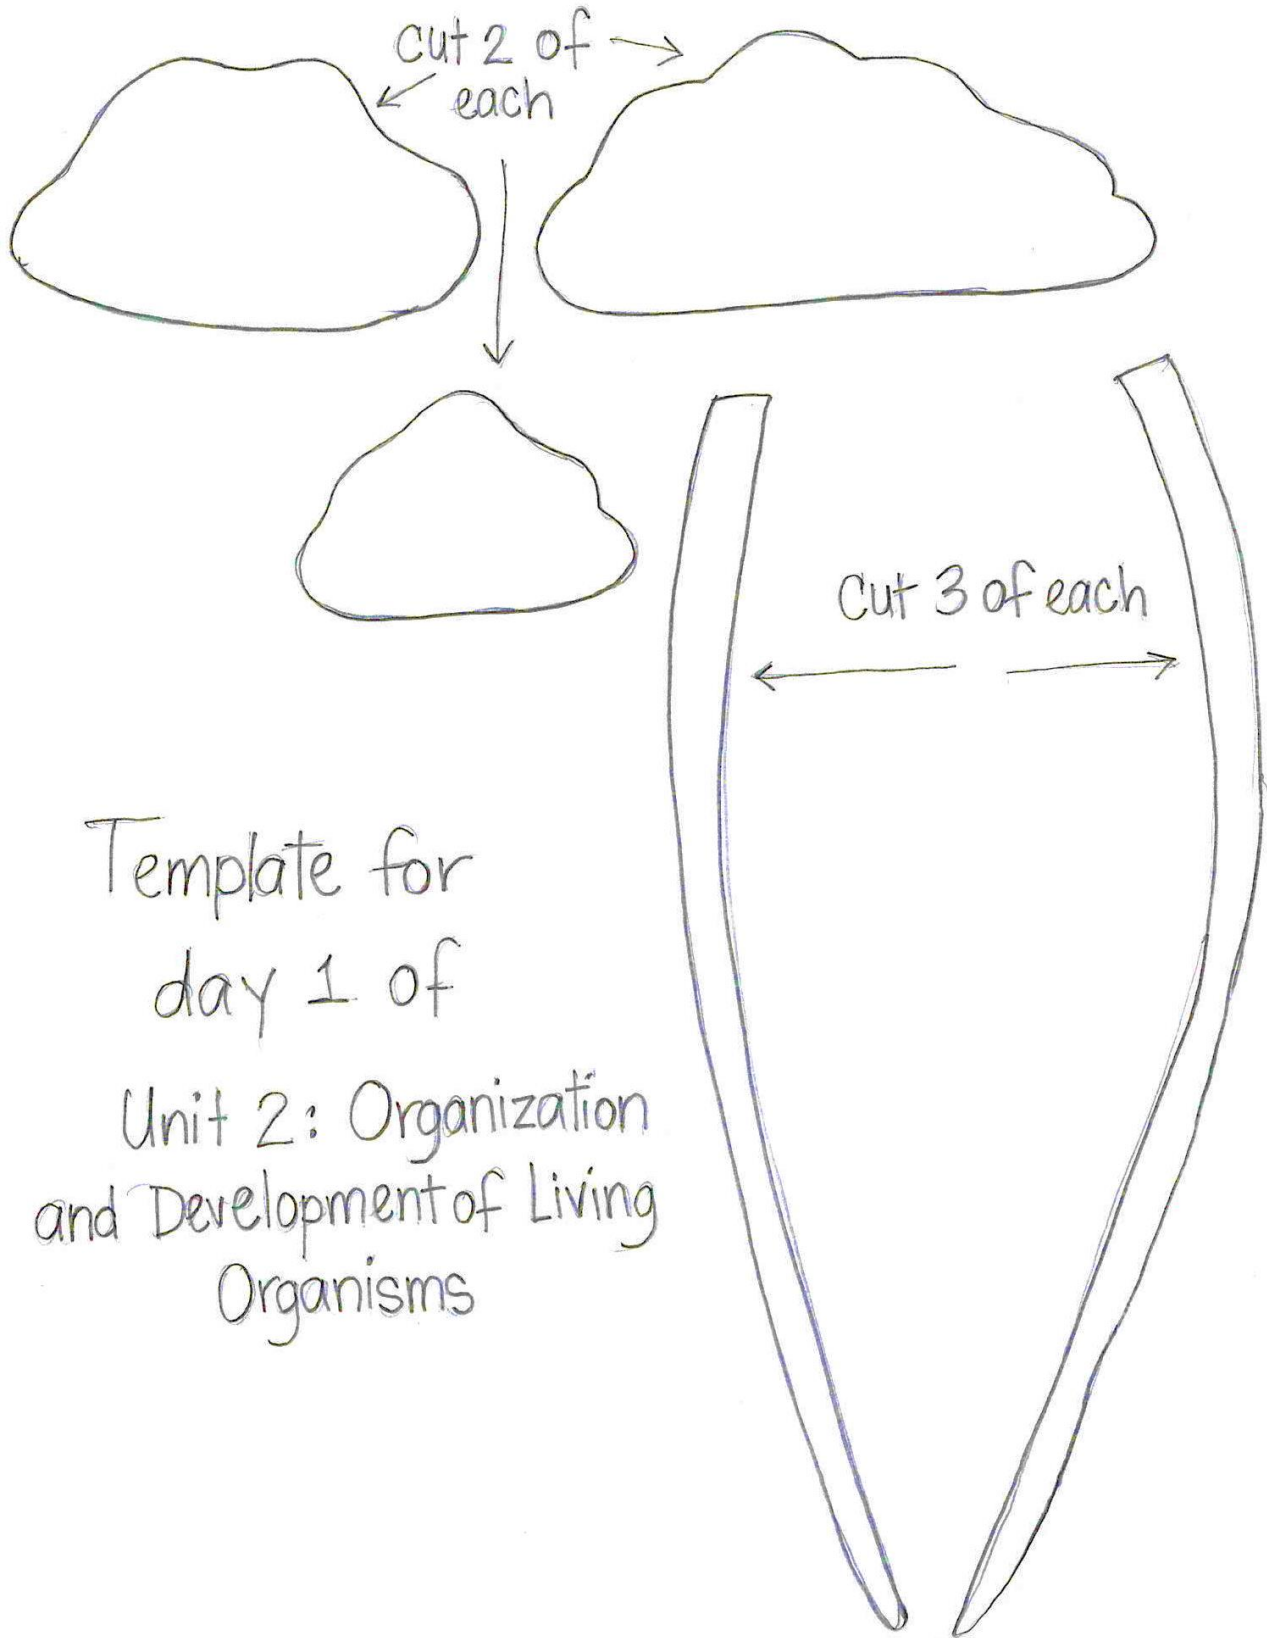 cut 2 of
each
Cut 3 of each
Template for
day 1 of
Unit 2: Organization
and Development of Living
Organisms